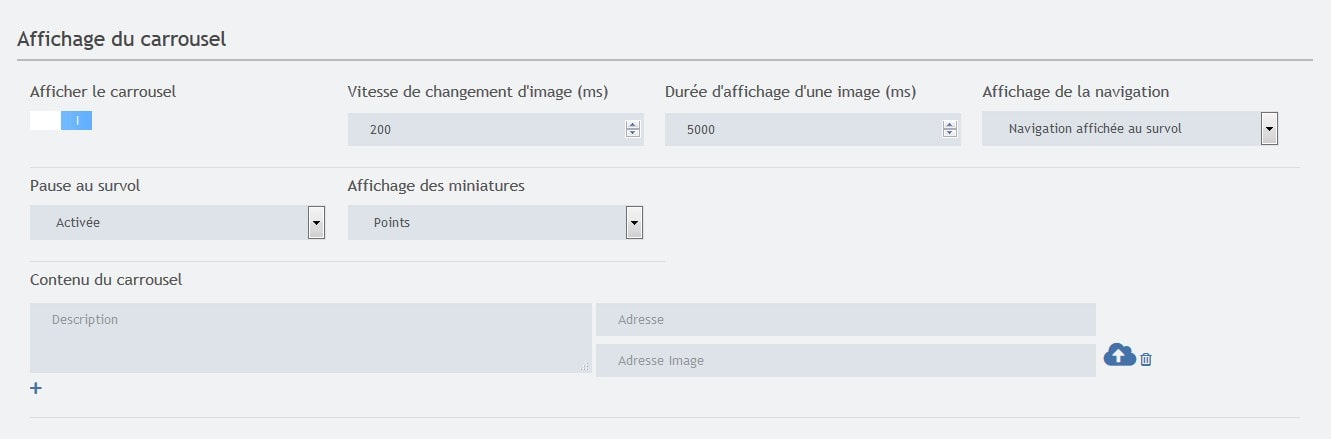 Affichage du carrousel
Afficher le carrousel
Vitesse de changement d'image (ms)
Durée d'affichage d'une image (ms)
Affichage de la navigation
200
5000
Navigation affichée au survol
Pause au survol
Affichage des miniatures
Activée
Points
Contenu du carrousel
Description
Adresse
Adresse Image